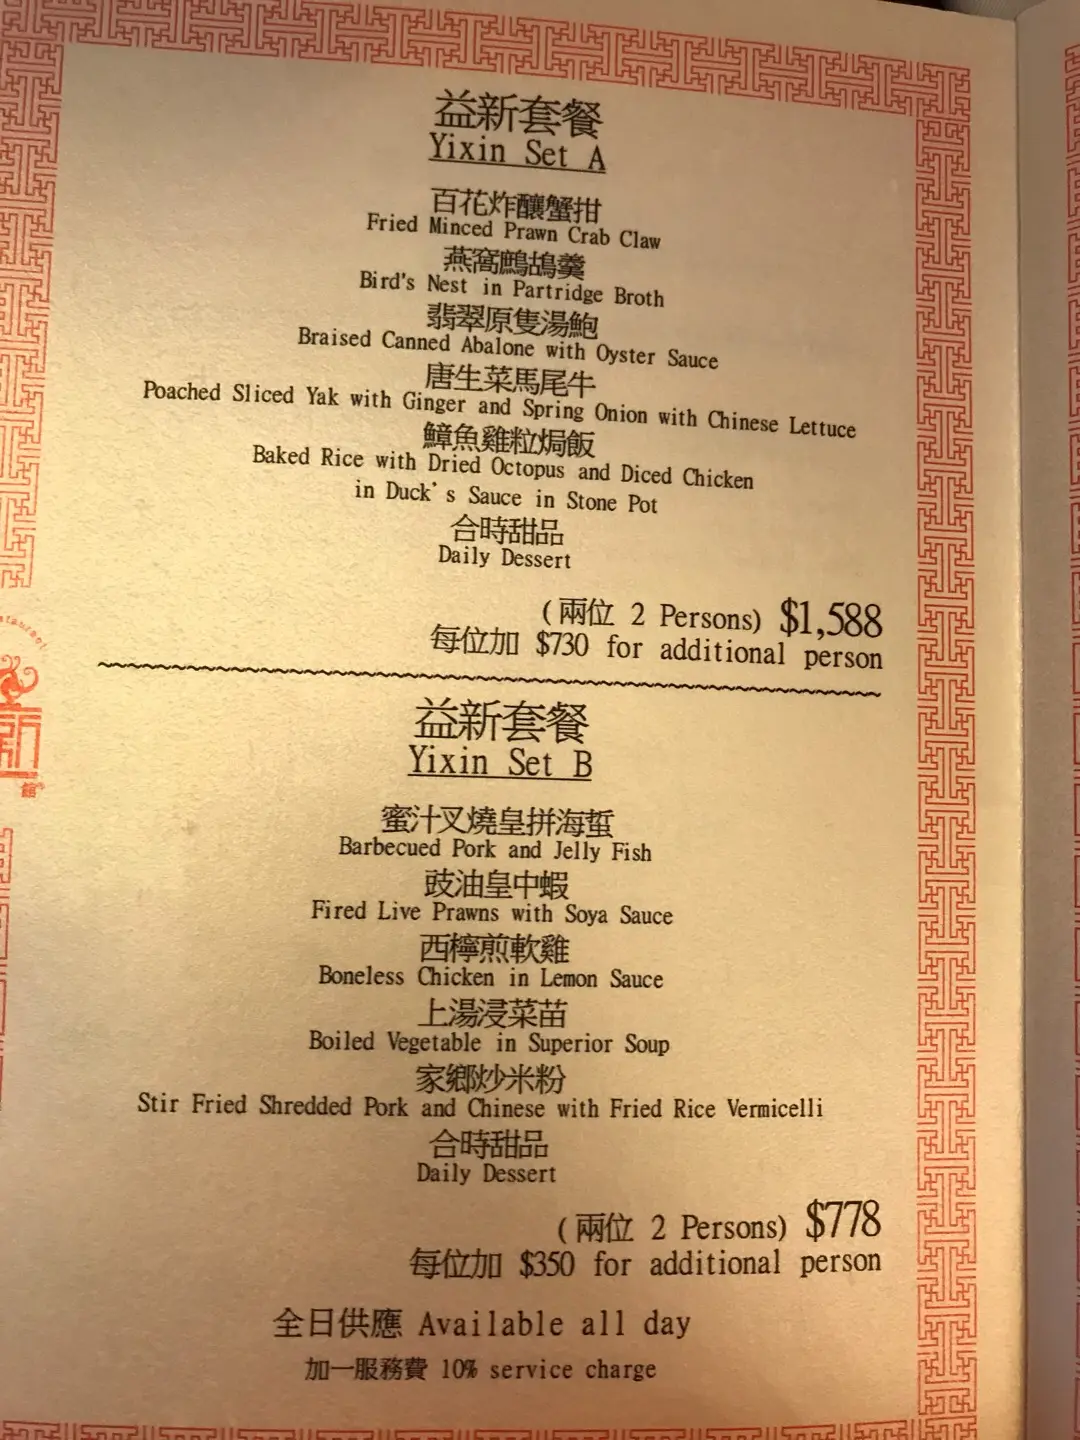 益新套餐
Yixin Set A
百花炸釀蟹拑
Fried Minced Prawn Crab Claw
燕窩鷓鴣羹
Bird's Nest in Partridge Broth
翡翠原隻湯鮑
Braised Canned Abalone with Oyster Sauce
唐生菜馬尾牛
Poached Sliced Yak with Ginger and Spring Onion with Chinese Lettuce
鱆魚雞粒焗飯
Baked Rice with Dried Octopus and Diced Chicken
in Duck's Sauce in Stone Pot
合時甜品
Daily Dessert
(兩位 2 Persons) $1,588
每位加 $730 for additional person
益新套餐
Yixin Set B
蜜汁叉燒皇拼海蜇
Barbecued Pork and Jelly Fish
豉油皇中蝦
Fired Live Prawns with Soya Sauce
西檸煎軟雞
Boneless Chicken in Lemon Sauce
上湯浸菜苗
Boiled Vegetable in Superior Soup
家鄉炒米粉
Stir Fried Shredded Pork and Chinese with Fried Rice Vermicelli
合時甜品
Daily Dessert
(兩位 2 Persons) $778
每位加 $350 for additional person
全日供應 Available all day
加一服務費 10% service charge